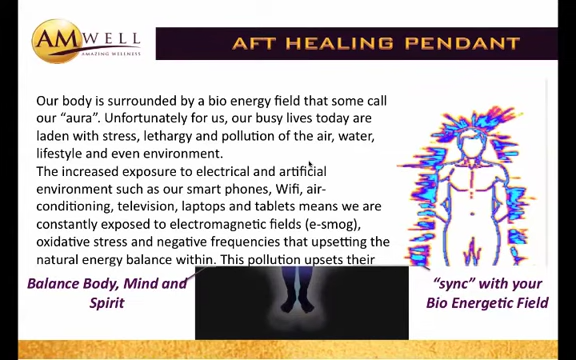 AMWELL
AMAZING WELLNESS
AFT HEALING PENDANT
Our body is surrounded by a bio energy field that some call
our “aura”. Unfortunately for us, our busy lives today are
laden with stress, lethargy and pollution of the air, water,
lifestyle and even environment.
The increased exposure to electrical and artificial
environment such as our smart phones, Wifi, air-
conditioning, television, laptops and tablets means we are
constantly exposed to electromagnetic fields (e-smog),
oxidative stress and negative frequencies that upsetting the
natural energy balance within. This pollution upsets their
Balance Body, Mind and
Spirit
“sync” with your
Bio Energetic Field